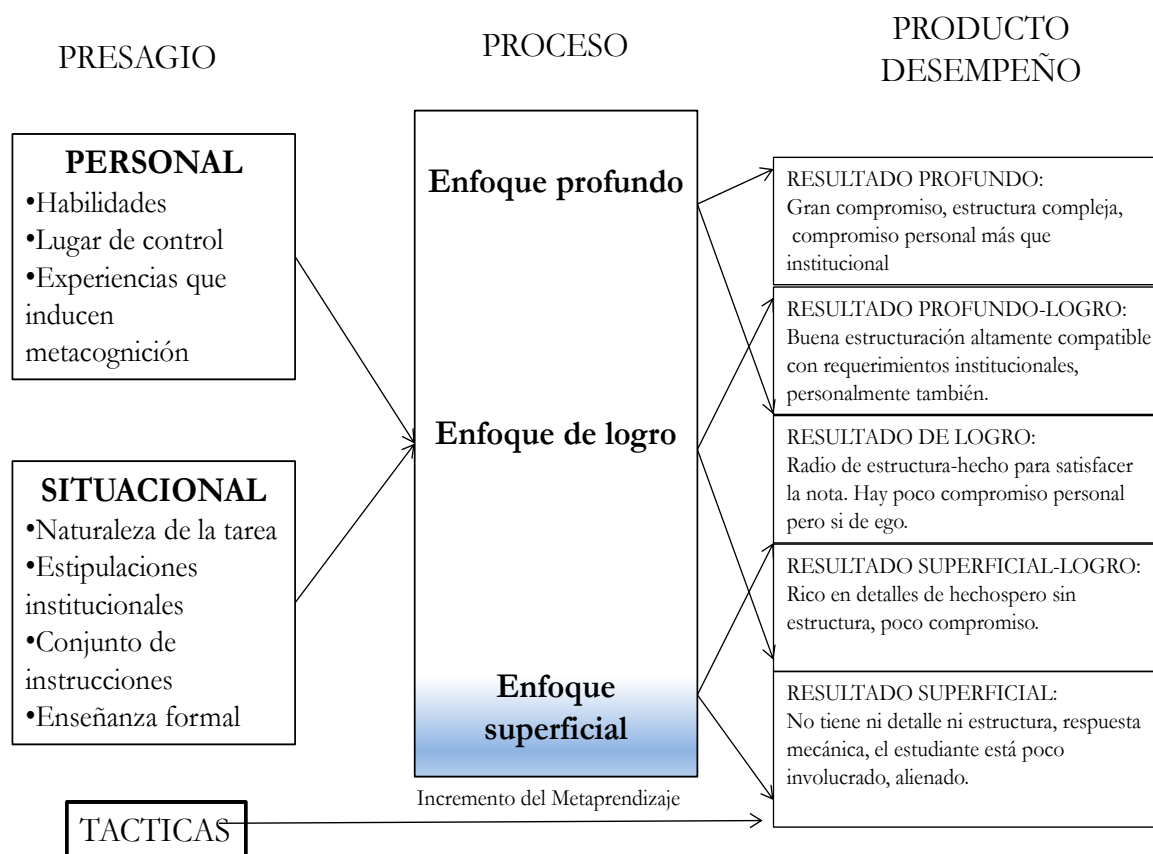 PRESAGIO
PROCESO
PRODUCTO
DESEMPEÑO
PERSONAL
•Habilidades
•Lugar de control
•Experiencias que
inducen
metacognición
SITUACIONAL
•Naturaleza de la tarea
•Estipulaciones
institucionales
•Conjunto de
instrucciones
•Enseñanza formal
TACTICAS
Enfoque profundo
Enfoque de logro
Enfoque
superficial
Incremento del Metaprendizaje
RESULTADO PROFUNDO:
Gran compromiso, estructura compleja,
compromiso personal más que
institucional
RESULTADO PROFUNDO-LOGRO:
Buena estructuración altamente compatible
con requerimientos institucionales,
personalmente también.
RESULTADO DE LOGRO:
Radio de estructura-hecho para satisfacer
la nota. Hay poco compromiso personal
pero si de ego.
RESULTADO SUPERFICIAL-LOGRO:
Rico en detalles de hechospero sin
estructura, poco compromiso.
RESULTADO SUPERFICIAL:
No tiene ni detalle ni estructura, respuesta
mecánica, el estudiante está poco
involucrado, alienado.